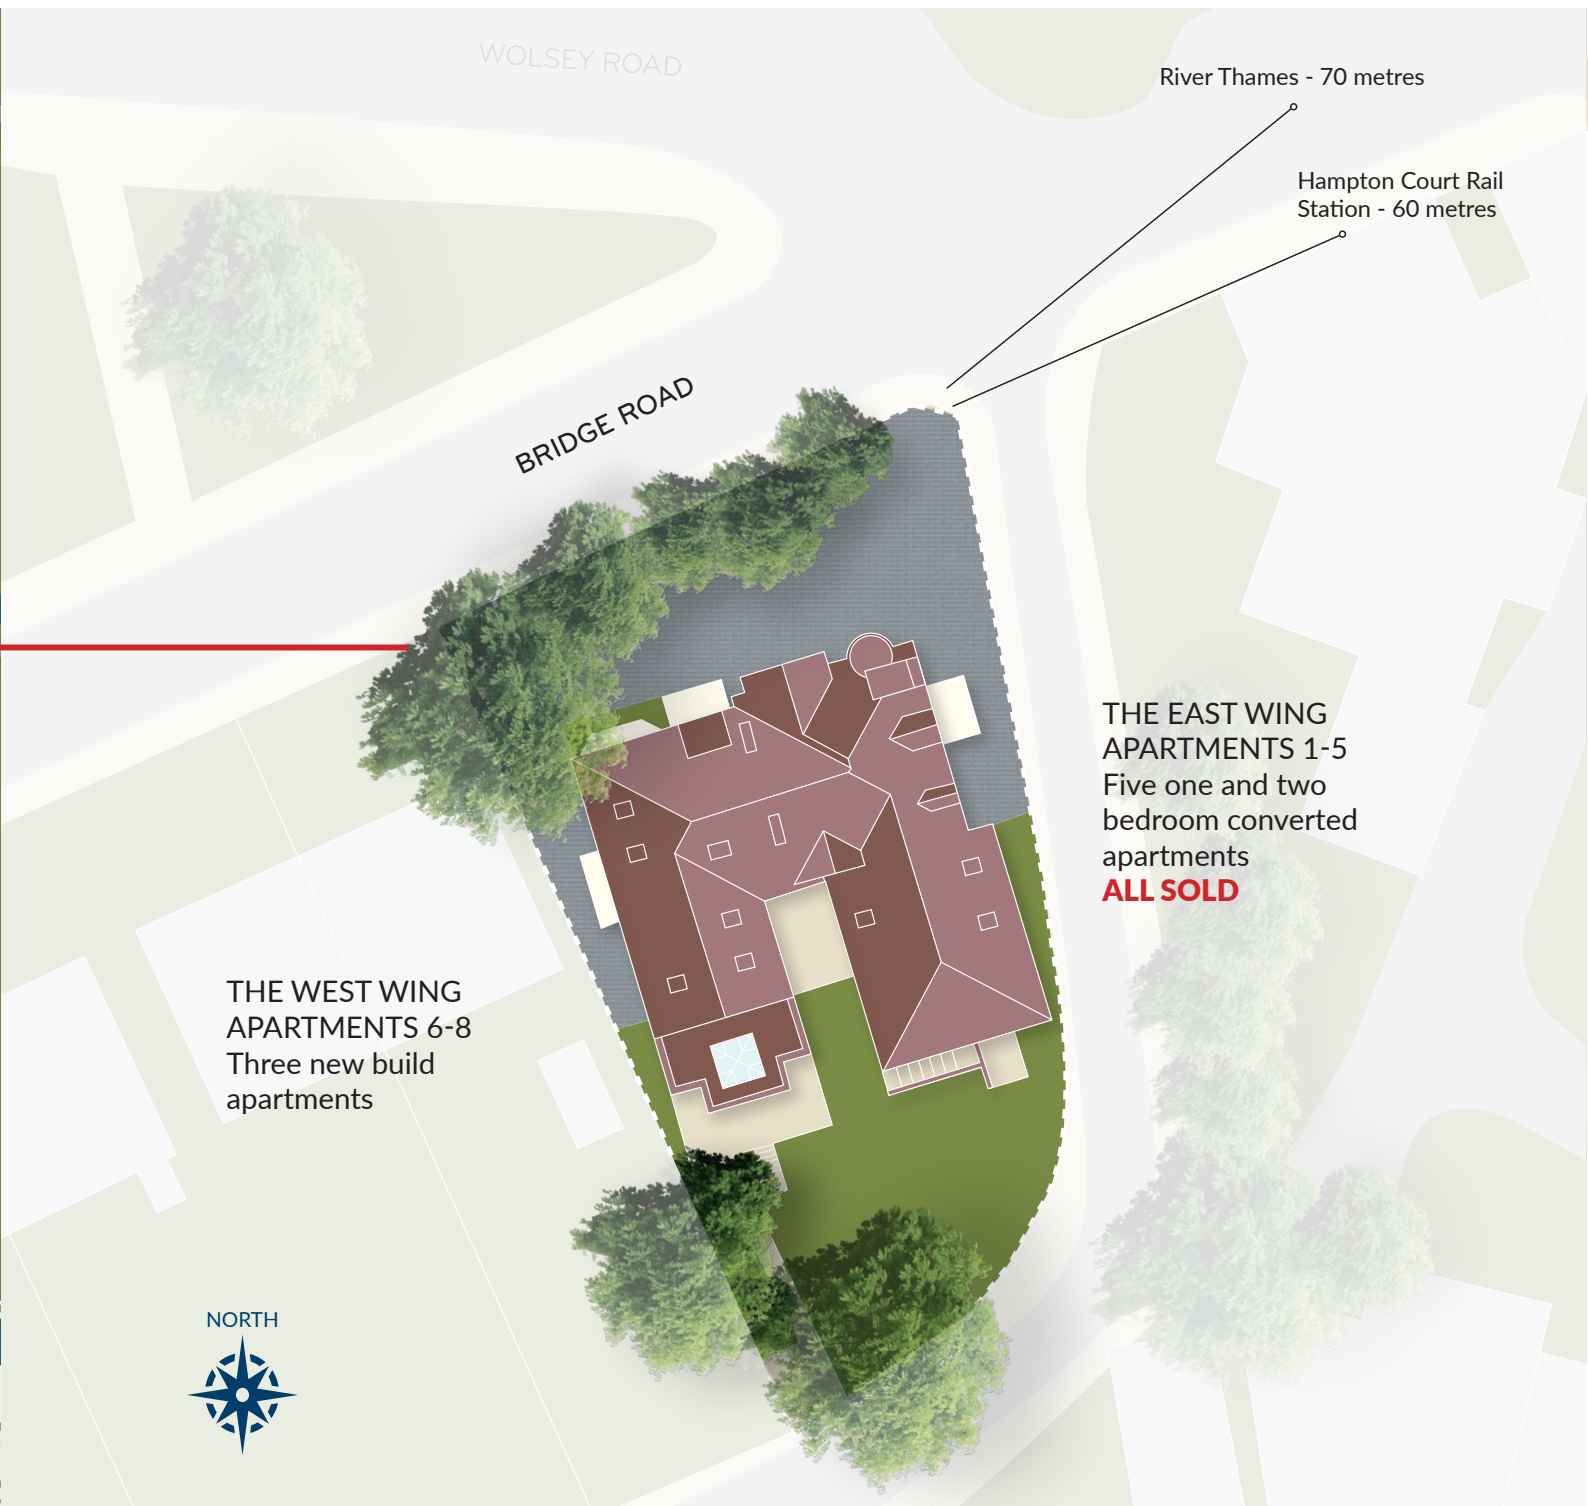 WOLSEY ROAD
River Thames - 70 metres
Hampton Court Rail
Station - 60 metres
BRIDGE ROAD
THE EAST WING
APARTMENTS 1-5
Five one and two
bedroom converted
apartments
ALL SOLD
THE WEST WING
APARTMENTS 6-8
Three new build
apartments
NORTH